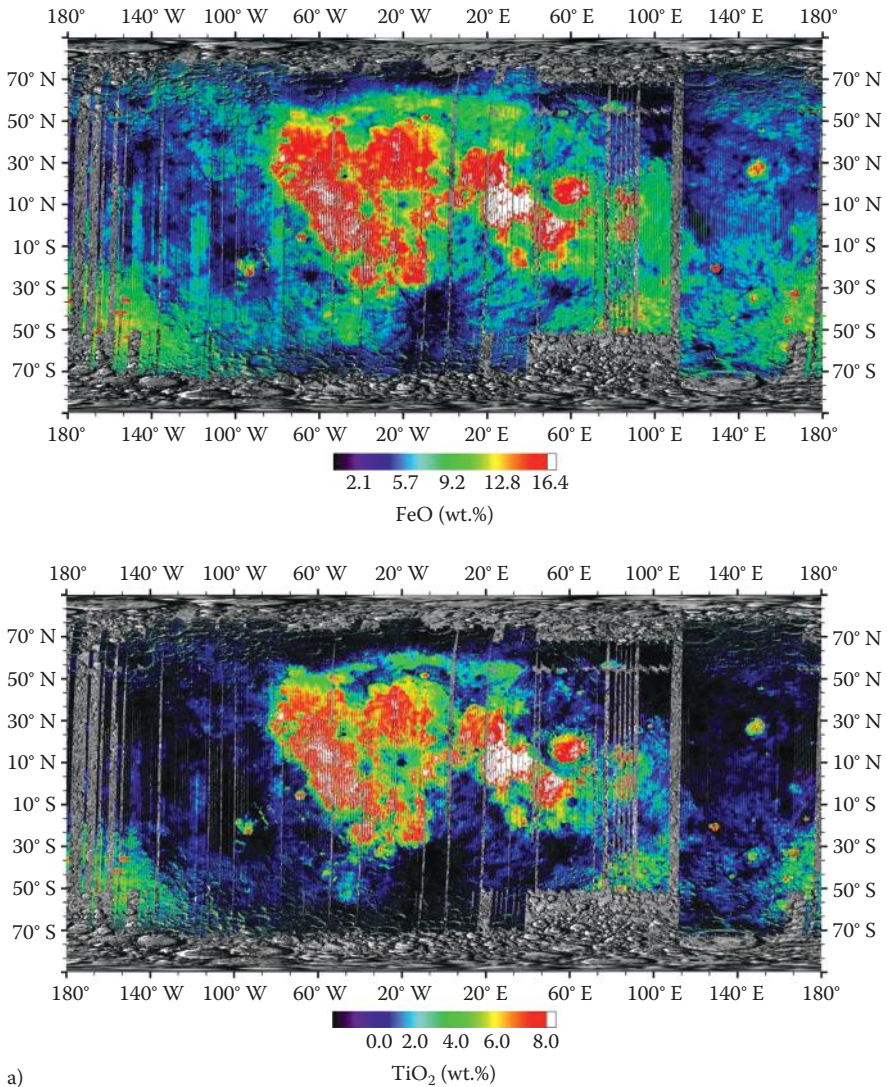 180° 140° W 100° W 60° W 20° W 20° E 60° E 100° E 140° E 180°
70° N 70° N
50° N 50° N
30° N 30° N
10° N 10° N
10° S 10° S
30° S 30° S
50° S 50° S
70° S 70° S
180° 140° W 100° W 60° W 20° W 20° E 60° E 100° E 140° E 180°
2.1 5.7 9.2 12.8 16.4
FeO (wt.%)
180° 140° W 100° W 60° W 20° W 20° E 60° E 100° E 140° E 180°
70° N 70° N
50° N 50° N
30° N 30° N
10° N 10° N
10° S 10° S
30° S 30° S
50° S 50° S
70° S 70° S
180° 140° W 100° W 60° W 20° W 20° E 60° E 100° E 140° E 180°
0.0 2.0 4.0 6.0 8.0
a) TiO₂ (wt.%)